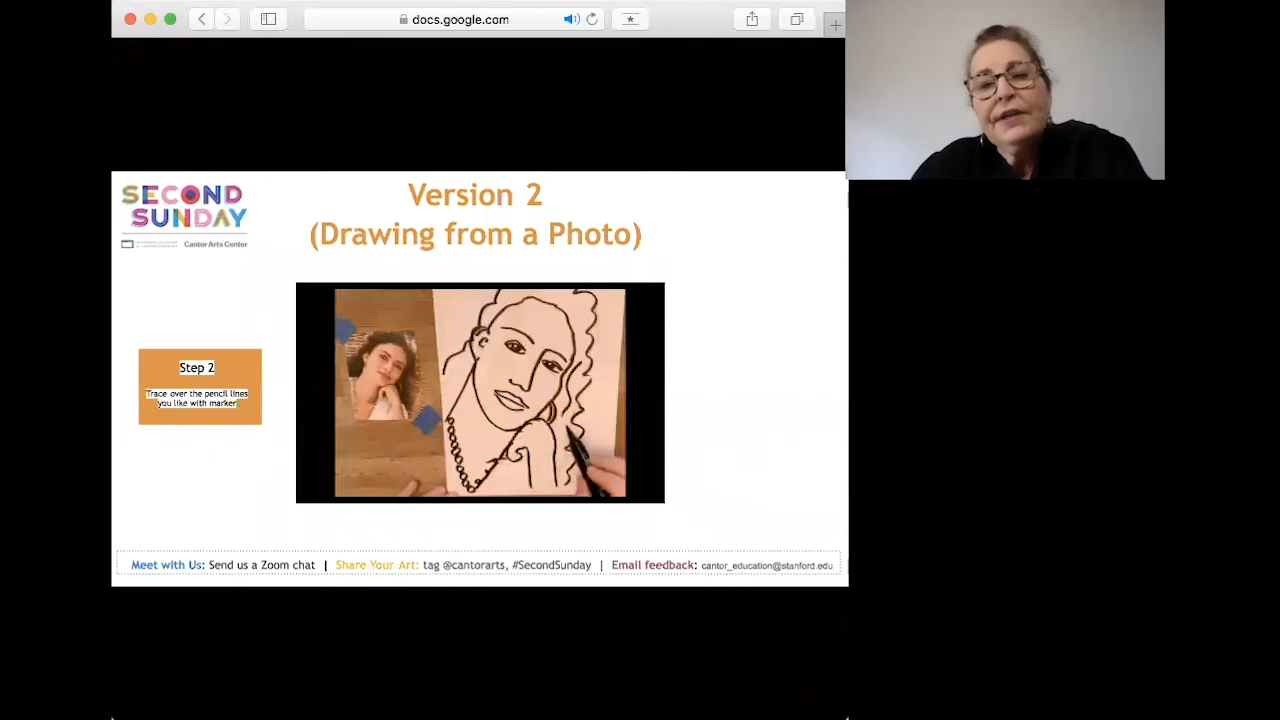 docs.google.com
SECOND
SUNDAY
Cantor Arts Center
Version 2
(Drawing from a Photo)
Step 2
Trace over the pencil lines
you like with marker
Meet with Us: Send us a Zoom chat | Share Your Art: tag @cantorarts, #SecondSunday | Email feedback: cantor_education@stanford.edu